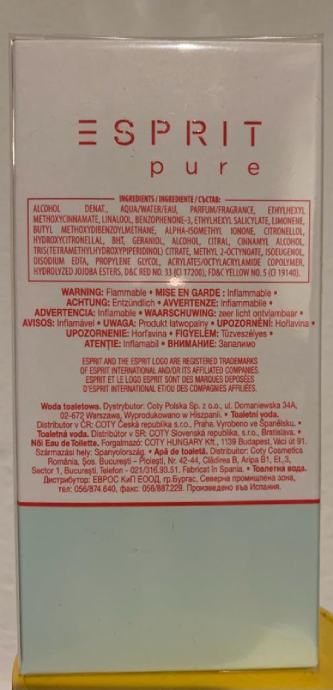 ESPRIT
pure
INGREDIENTS / INGREDIENTE / СЪСТАВ:
ALCOHOL DENAT., AQUA/WATER/EAU, PARFUM/FRAGRANCE, ETHYLHEXYL
METHOXYCINNAMATE, LINALOOL, BENZOPHENONE-3, ETHYLHEXYL SALICYLATE, LIMONENE,
BUTYL METHOXYDIBENZOYLMETHANE, ALPHA-ISOMETHYL IONONE, CITRONELLOL,
HYDROXYCITRONELLAL, BHT, GERANIOL, ALCOHOL, CITRAL, CINNAMYL ALCOHOL,
TRIS(TETRAMETHYLHYDROXYPIPERIDINOL) CITRATE, METHYL 2-OCTYNOATE, ISOEUGENOL,
DISODIUM EDTA, PROPYLENE GLYCOL, ACRYLATES/OCTYLACRYLAMIDE COPOLYMER,
HYDROLYZED JOJOBA ESTERS, D&C RED NO. 33 (CI 17200), FD&C YELLOW NO. 5 (CI 19140).
WARNING: Flammable • MISE EN GARDE : Inflammable •
ACHTUNG: Entzündlich • AVVERTENZE: Infiammabile •
ADVERTENCIA: Inflamable • WAARSCHUWING: zeer licht ontvlambaar •
AVISOS: Inflamável • UWAGA: Produkt łatwopalny • UPOZORNĚNÍ: Hořlavina •
UPOZORNENIE: Horľavina • FIGYELEM: Tűzveszélyes •
ATENȚIE: Inflamabil • ВНИМАНИЕ: Запалимо
ESPRIT AND THE ESPRIT LOGO ARE REGISTERED TRADEMARKS
OF ESPRIT INTERNATIONAL AND/OR ITS AFFILIATED COMPANIES.
ESPRIT ET LE LOGO ESPRIT SONT DES MARQUES DÉPOSÉES
D'ESPRIT INTERNATIONAL ET/OU DES COMPAGNIES AFFILIÉES.
Woda toaletowa. Dystrybutor: Coty Polska Sp. z o.o., ul. Domaniewska 34A,
02-672 Warszawa, Wyprodukowano w Hiszpanii. • Toaletní voda.
Distributor v ČR: COTY Česká republika s.r.o., Praha. Vyrobeno ve Španělsku. •
Toaletná voda. Distribútor v SR: COTY Slovenská republika, s.r.o., Bratislava. •
Női Eau de Toilette. Forgalmazó: COTY HUNGARY Kft., 1139 Budapest, Váci út 91.
Származási hely: Spanyolország. • Apă de toaletă. Distribuitor: Coty Cosmetics
România, Șos. București – Ploiești, Nr. 42-44, Clădirea B, Aripa B1, Et.,3,
Sector 1, București. Telefon - 021/316.93.51. Fabricat în Spania. • Тоалетна вода.
Дистрибутор: ЕВРОС КиП ЕООД, гр.Бургас, Северна промишлена зона,
тел: 056/874.640, факс: 056/887.229. Произведено във Испания.